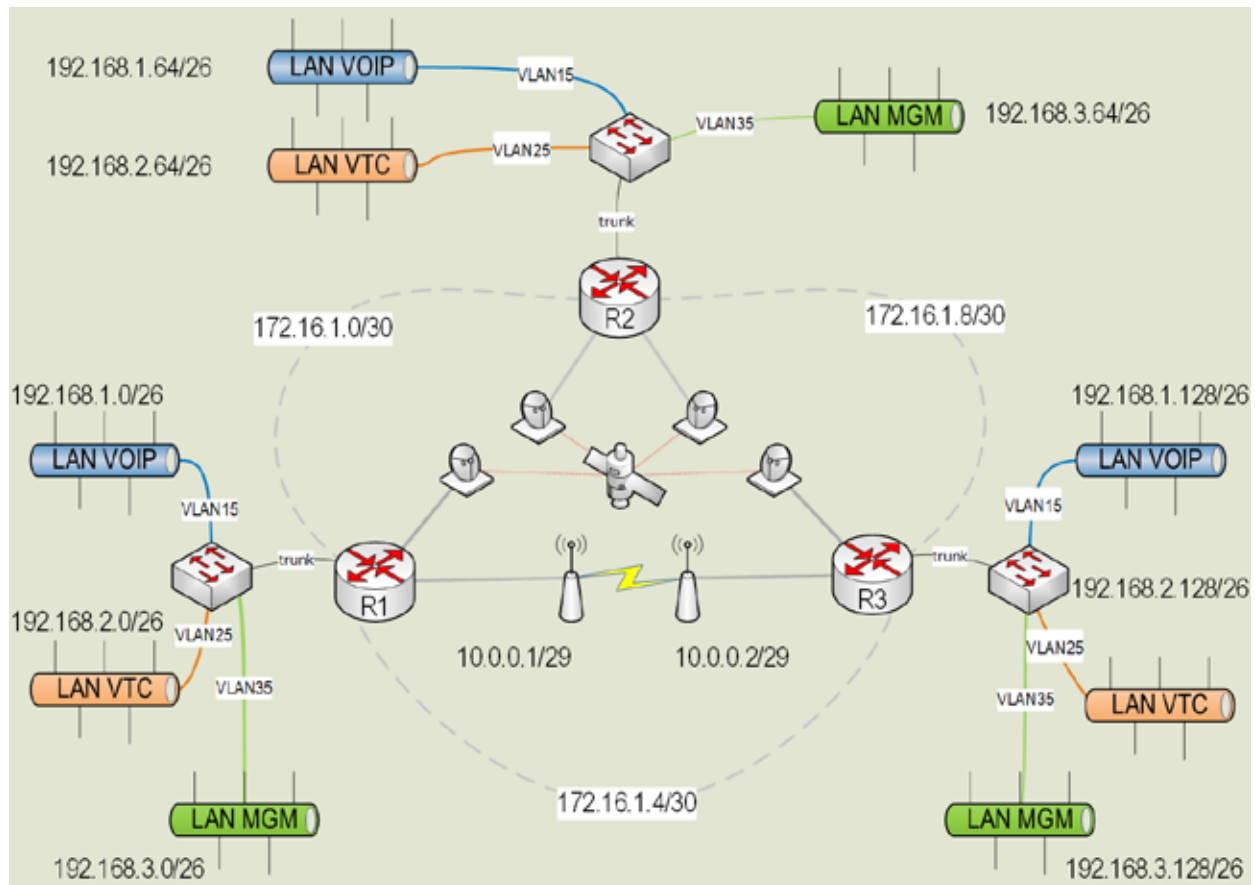 192.168.1.64/26
LAN VOIP
VLAN15
LAN MGM
192.168.3.64/26
VLAN35
192.168.2.64/26
LAN VTC
VLAN25
trunk
R2
172.16.1.0/30
172.16.1.8/30
192.168.1.0/26
LAN VOIP
VLAN15
192.168.1.128/26
LAN VOIP
VLAN15
trunk
R1
R3
trunk
192.168.2.128/26
192.168.2.0/26
VLAN25
LAN VTC
VLAN35
10.0.0.1/29
10.0.0.2/29
VLAN25
VLAN35
LAN VTC
172.16.1.4/30
LAN MGM
192.168.3.0/26
LAN MGM
192.168.3.128/26